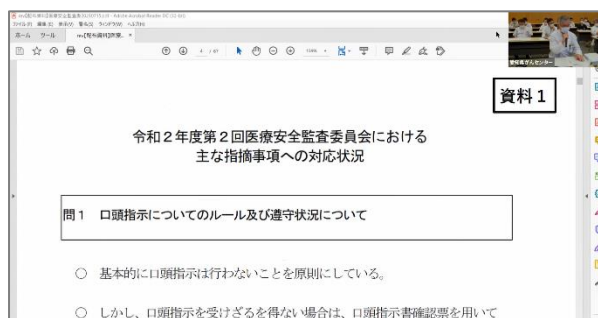 ホーム ツール
資料１
令和２年度第２回医療安全監査委員会における
主な指摘事項への対応状況
問１ 口頭指示についてのルール及び遵守状況について
○ 基本的に口頭指示は行わないことを原則にしている。
○ しかし、口頭指示を受けざるを得ない場合は、口頭指示書確認票を用いて